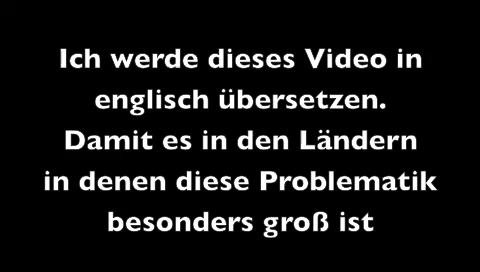 Ich werde dieses Video in
englisch übersetzen.
Damit es in den Ländern
in denen diese Problematik
besonders groß ist